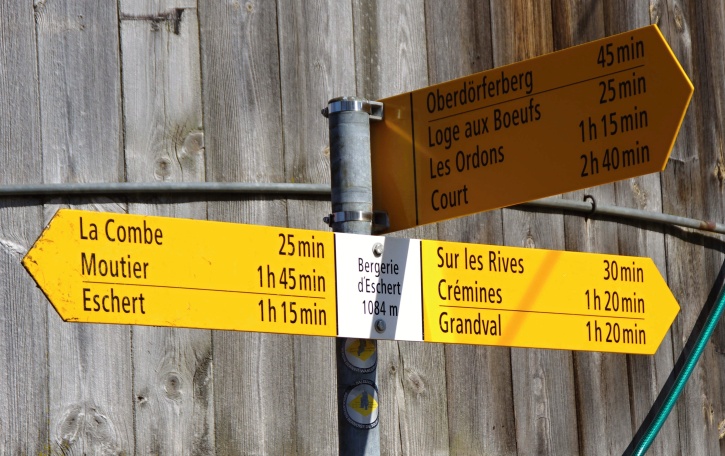 Oberdörferberg 45 min
Loge aux Boeufs 25 min
Les Ordons 1 h 15 min
Court 2 h 40 min
La Combe 25 min
Moutier 1 h 45 min
Eschert 1 h 15 min
Bergerie
d'Eschert
1084 m
Sur les Rives 30 min
Crémines 1 h 20 min
Grandval 1 h 20 min